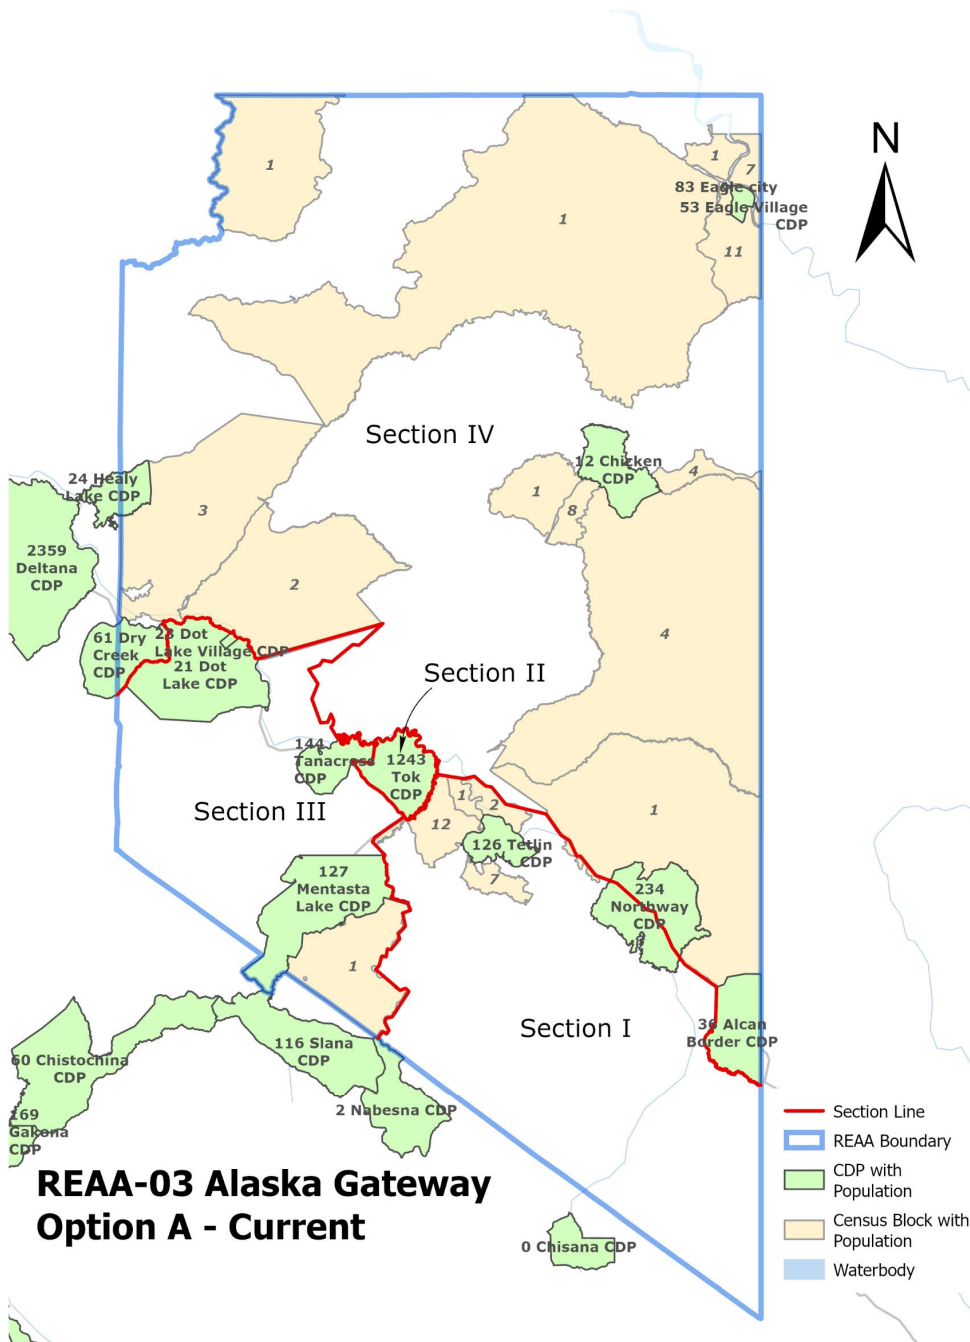 N
1
1
7
83 Eagle city
53 Eagle Village
CDP
1
1
11
Section IV
12 Chicken
CDP
4
24 Healy
Lake CDP
1
8
3
2359
Deltana
CDP
2
4
61 Dry
Creek
CDP
23 Dot
Lake Village CDP
21 Dot
Lake CDP
Section II
144
Tanacross
CDP
1243
Tok
CDP
Section III
1
2
12
1
126 Tetlin
CDP
7
127
Mentasta
Lake CDP
234
Northway
CDP
1
Section I
36 Alcan
Border CDP
116 Slana
CDP
60 Chistochina
CDP
2 Nabesna CDP
169
Gakona
CDP
Section Line
REAA Boundary
CDP with
Population
Census Block with
Population
Waterbody
REAA-03 Alaska Gateway
Option A - Current
0 Chisana CDP